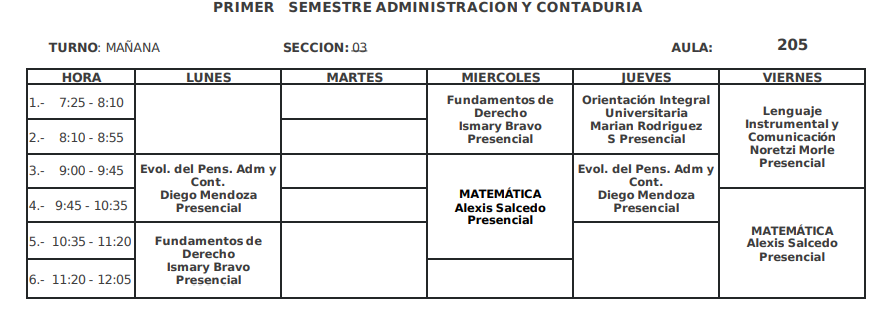 PRIMER SEMESTRE ADMINISTRACION Y CONTADURIA
TURNO: MAÑANA SECCION: 03 AULA: 205
HORA LUNES MARTES MIERCOLES JUEVES VIERNES
1.- 7:25 - 8:10
2.- 8:10 - 8:55
3.- 9:00 - 9:45
4.- 9:45 - 10:35
5.- 10:35 - 11:20
6.- 11:20 - 12:05
Evol. del Pens. Adm y
Cont.
Diego Mendoza
Presencial
Fundamentos de
Derecho
Ismary Bravo
Presencial
Fundamentos de
Derecho
Ismary Bravo
Presencial
MATEMÁTICA
Alexis Salcedo
Presencial
Orientación Integral
Universitaria
Marian Rodriguez
S Presencial
Evol. del Pens. Adm y
Cont.
Diego Mendoza
Presencial
Lenguaje
Instrumental y
Comunicación
Noretzi Morle
Presencial
MATEMÁTICA
Alexis Salcedo
Presencial